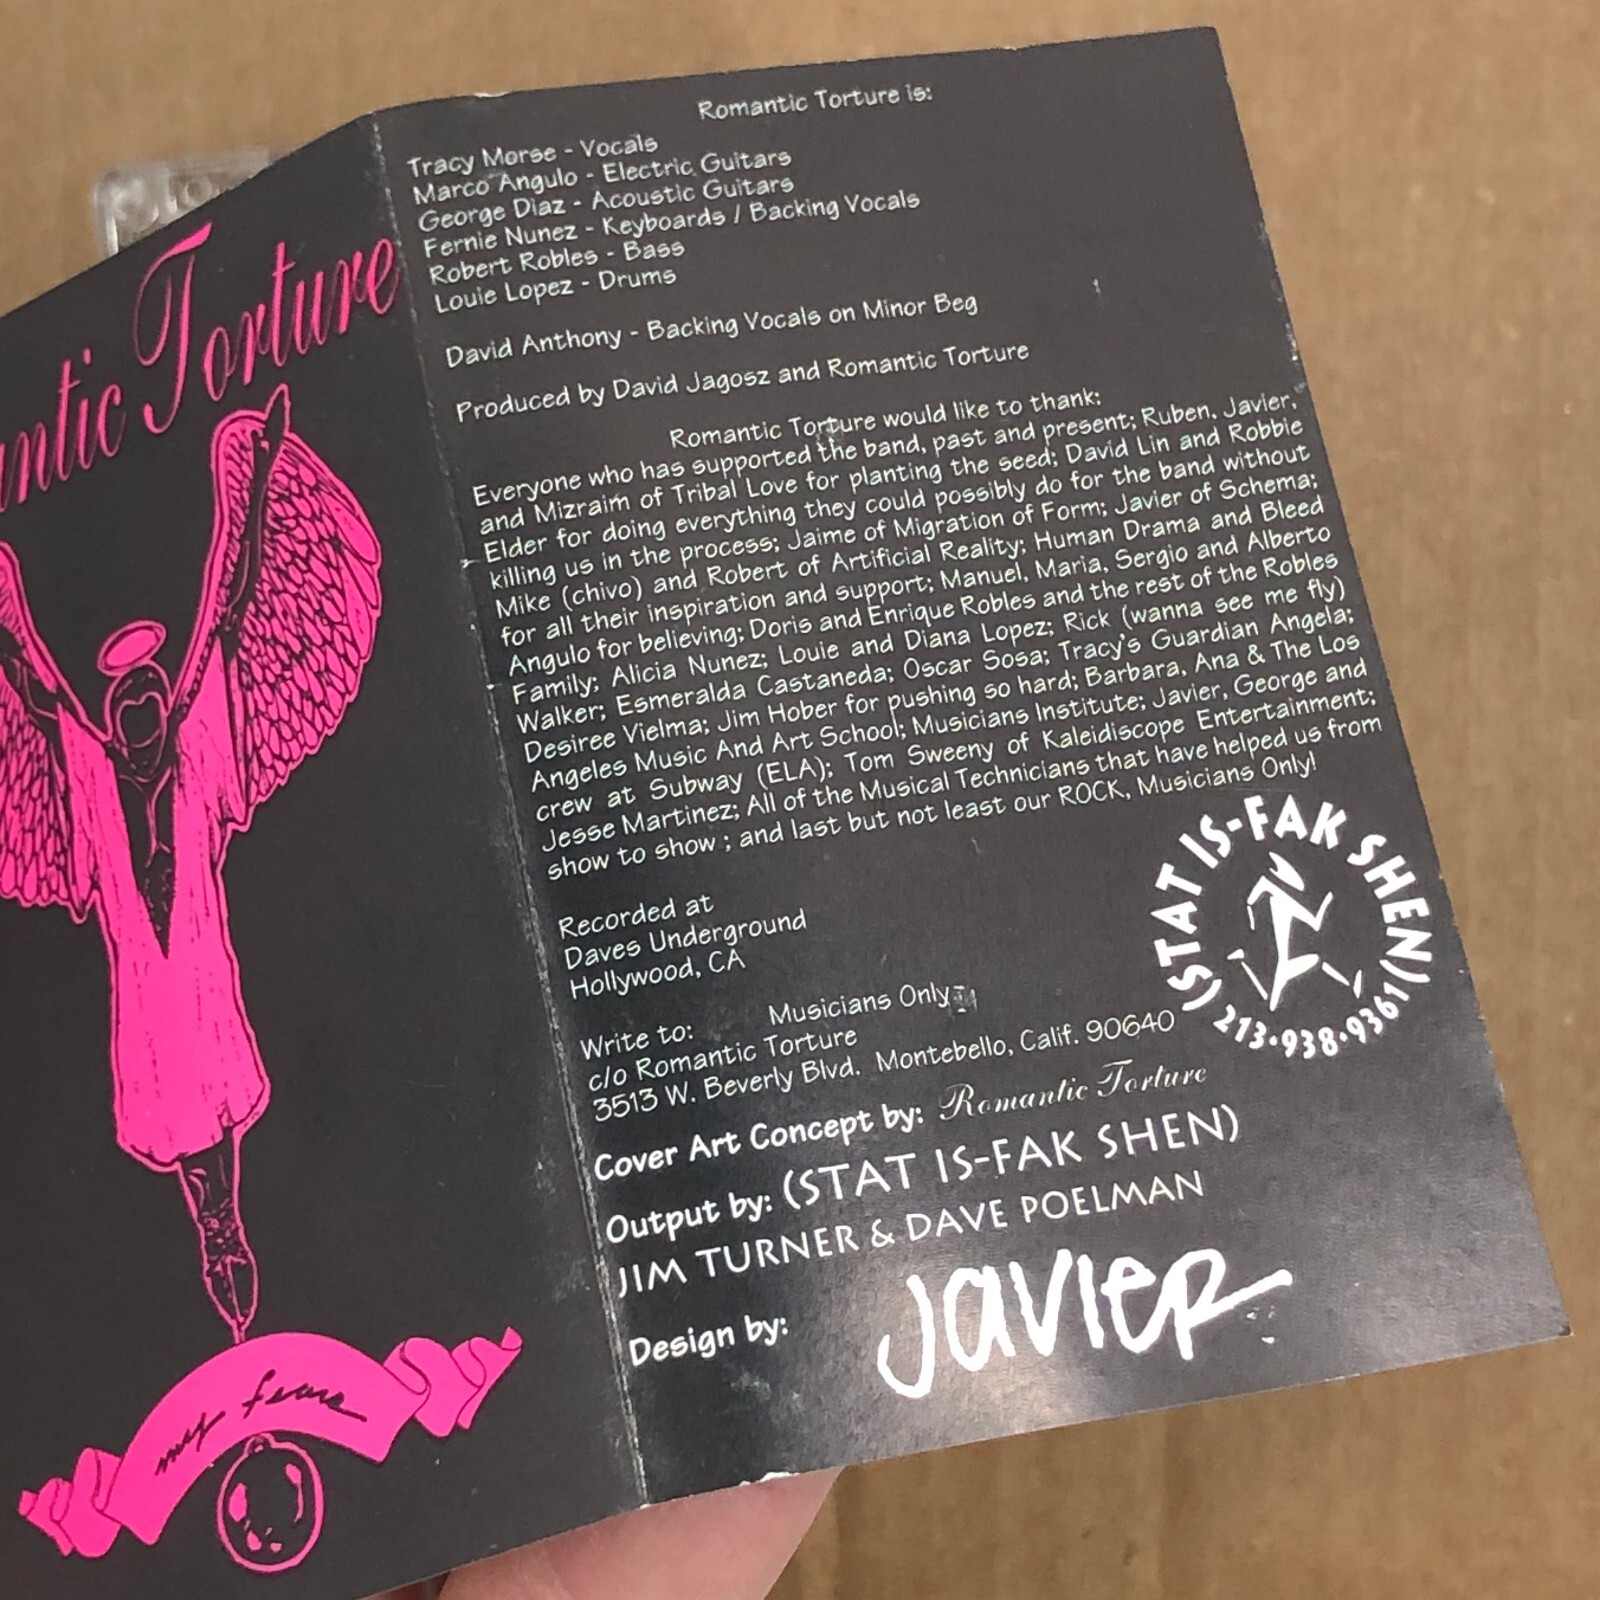 antic Torture
my fears
Romantic Torture is:
Tracy Morse - Vocals
Marco Angulo - Electric Guitars
George Diaz - Acoustic Guitars
Fernie Nunez - Keyboards / Backing Vocals
Robert Robles - Bass
Louie Lopez - Drums
David Anthony - Backing Vocals on Minor Beg
Produced by David Jagosz and Romantic Torture
Romantic Torture would like to thank:
Everyone who has supported the band, past and present; Ruben, Javier,
and Mizraim of Tribal Love for planting the seed; David Lin and Robbie
Elder for doing everything they could possibly do for the band without
killing us in the process; Jaime of Migration of Form; Javier of Schema;
Mike (chivo) and Robert of Artificial Reality; Human Drama and Bleed
for all their inspiration and support; Manuel, Maria, Sergio and Alberto
Angulo for believing; Doris and Enrique Robles and the rest of the Robles
Family; Alicia Nunez; Louie and Diana Lopez; Rick (wanna see me fly)
Walker; Esmeralda Castaneda; Oscar Sosa; Tracy's Guardian Angela;
Desiree Vielma; Jim Hober for pushing so hard; Barbara, Ana & The Los
Angeles Music And Art School; Musicians Institute; Javier, George and
crew at Subway (ELA); Tom Sweeny of Kaleidiscope Entertainment;
Jesse Martinez; All of the Musical Technicians that have helped us from
show to show ; and last but not least our ROCK, Musicians Only!
(STAT IS-FAK SHEN)
213•938•9361
Recorded at
Daves Underground
Hollywood, CA
Musicians Only
Write to:
c/o Romantic Torture
3513 W. Beverly Blvd. Montebello, Calif. 90640
Cover Art Concept by: Romantic Torture
Output by: (STAT IS-FAK SHEN)
JIM TURNER & DAVE POELMAN
Design by: JaviER